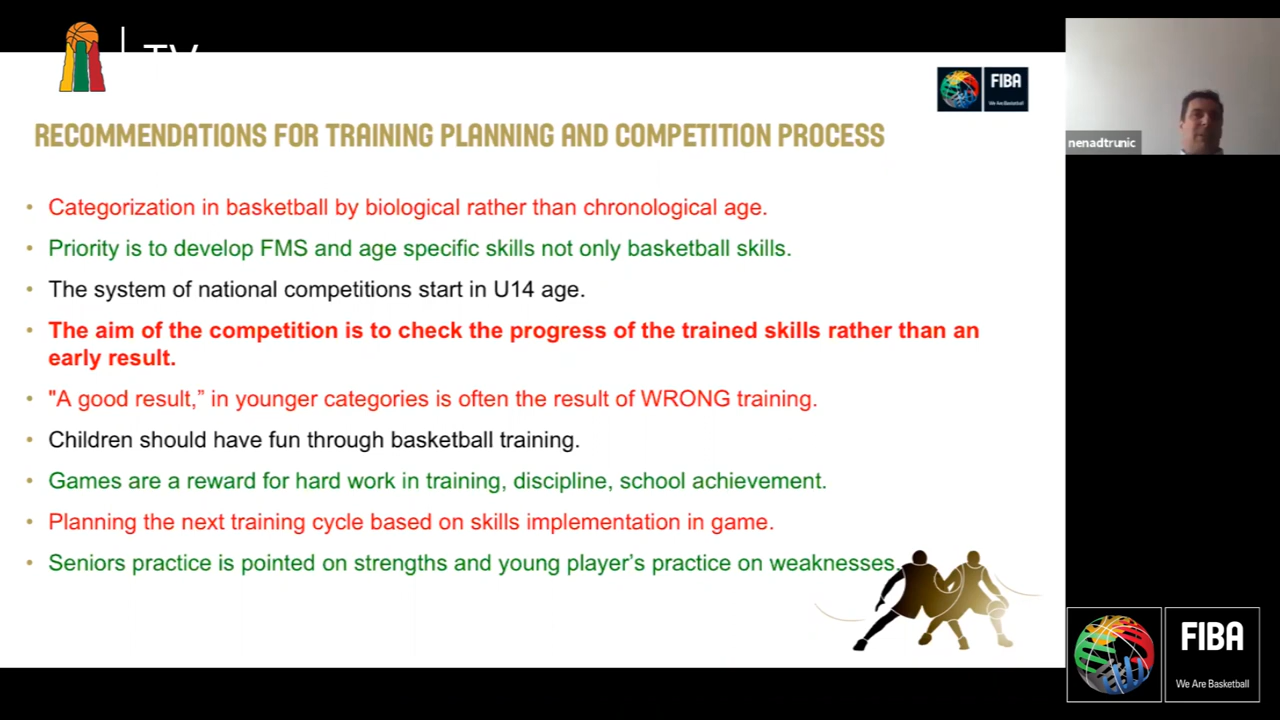 TV
FIBA
We Are Basketball
nenadtrunic
RECOMMENDATIONS FOR TRAINING PLANNING AND COMPETITION PROCESS
• Categorization in basketball by biological rather than chronological age.
• Priority is to develop FMS and age specific skills not only basketball skills.
• The system of national competitions start in U14 age.
• The aim of the competition is to check the progress of the trained skills rather than an
early result.
• "A good result,” in younger categories is often the result of WRONG training.
• Children should have fun through basketball training.
• Games are a reward for hard work in training, discipline, school achievement.
• Planning the next training cycle based on skills implementation in game.
• Seniors practice is pointed on strengths and young player’s practice on weaknesses.
FIBA
We Are Basketball